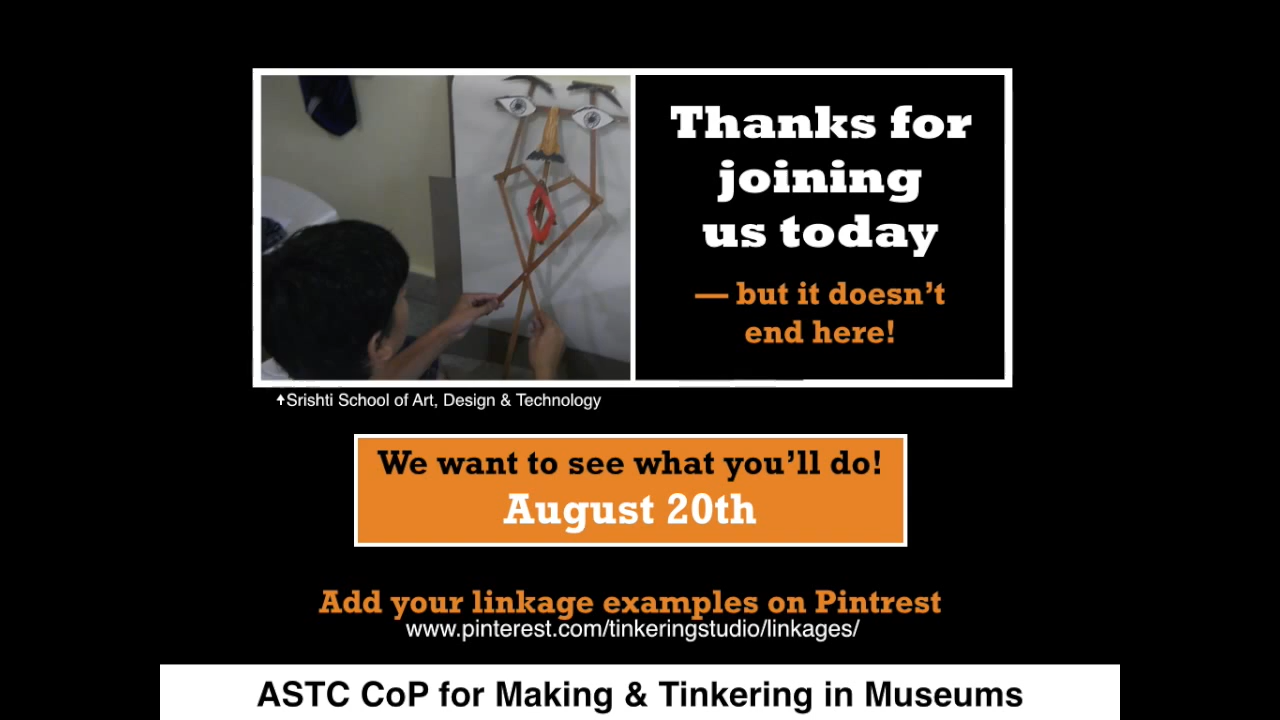 Thanks for
joining
us today
— but it doesn’t
end here!
↑Srishti School of Art, Design & Technology
We want to see what you’ll do!
August 20th
Add your linkage examples on Pintrest
www.pinterest.com/tinkeringstudio/linkages/
ASTC CoP for Making & Tinkering in Museums